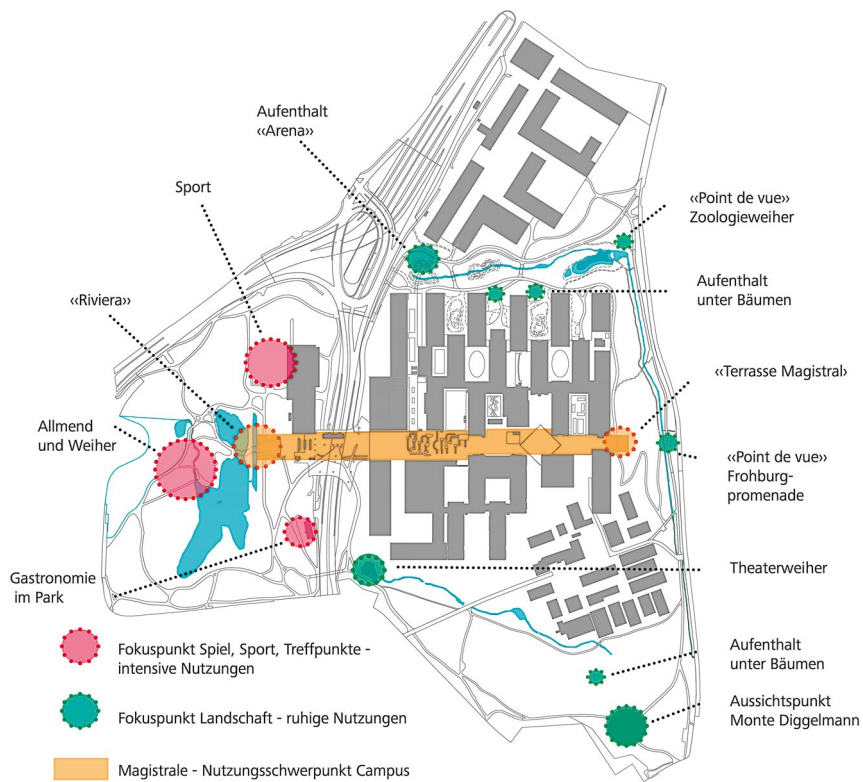 Aufenthalt
‹‹Arena››
Sport
‹‹Point de vue››
Zoologieweiher
Aufenthalt
unter Bäumen
‹‹Riviera››
‹‹Terrasse Magistral›
Allmend
und Weiher
‹‹Point de vue››
Frohburg-
promenade
Gastronomie
im Park
Theaterweiher
Fokuspunkt Spiel, Sport, Treffpunkte -
intensive Nutzungen
Aufenthalt
unter Bäumen
Fokuspunkt Landschaft - ruhige Nutzungen
Aussichtspunkt
Monte Diggelmann
Magistrale - Nutzungsschwerpunkt Campus